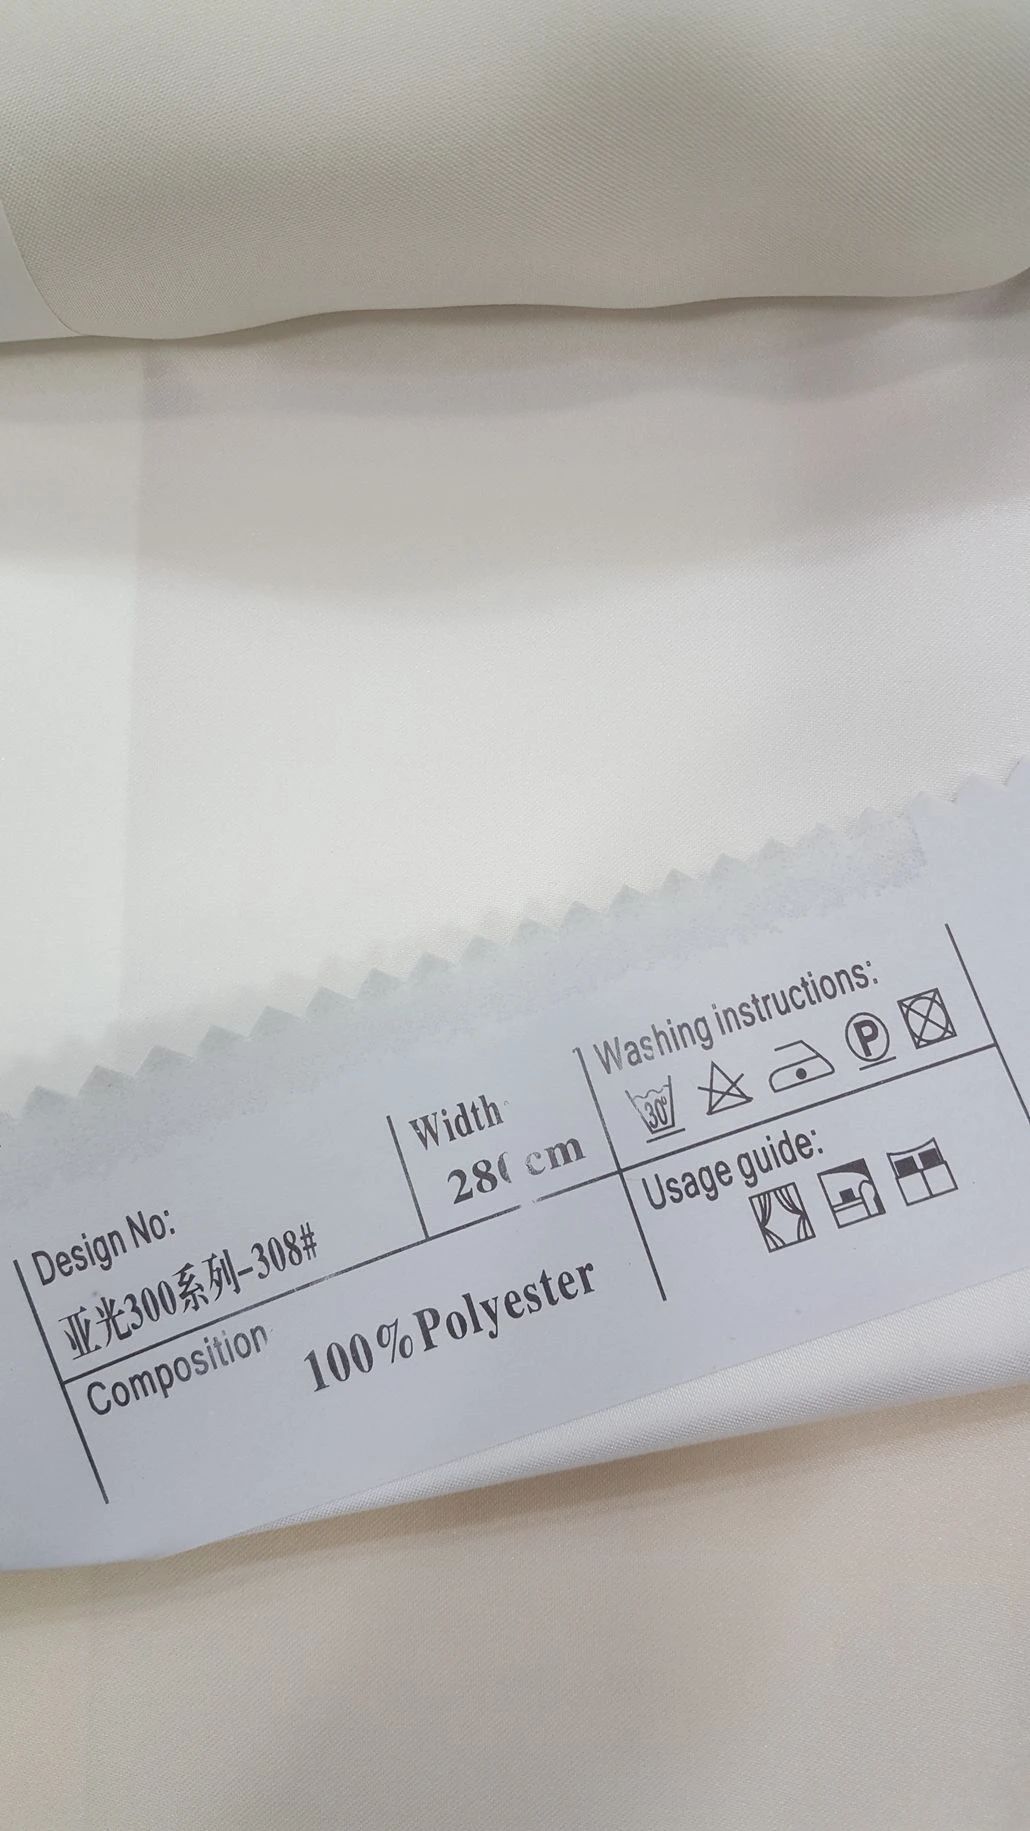 Design No:
亚光300系列-308#
Width
cm
Composition
100%Polyester
Washing instructions:
30°
P
Usage guide: